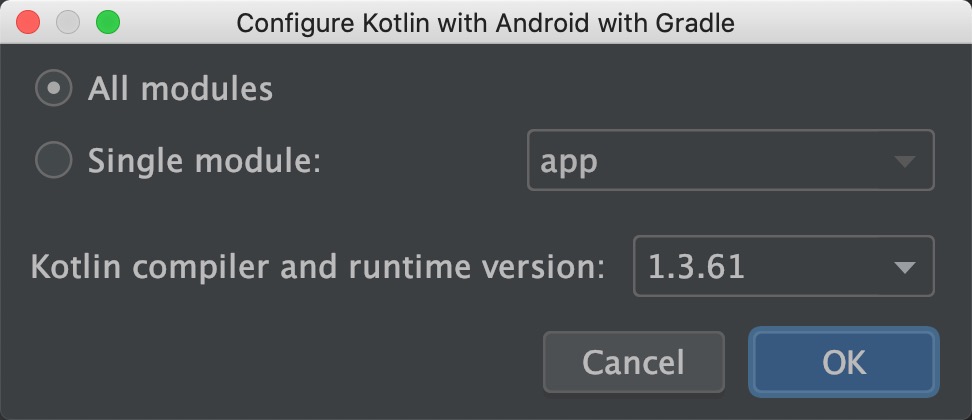 Configure Kotlin with Android with Gradle
All modules
Single module: app
Kotlin compiler and runtime version: 1.3.61
Cancel OK